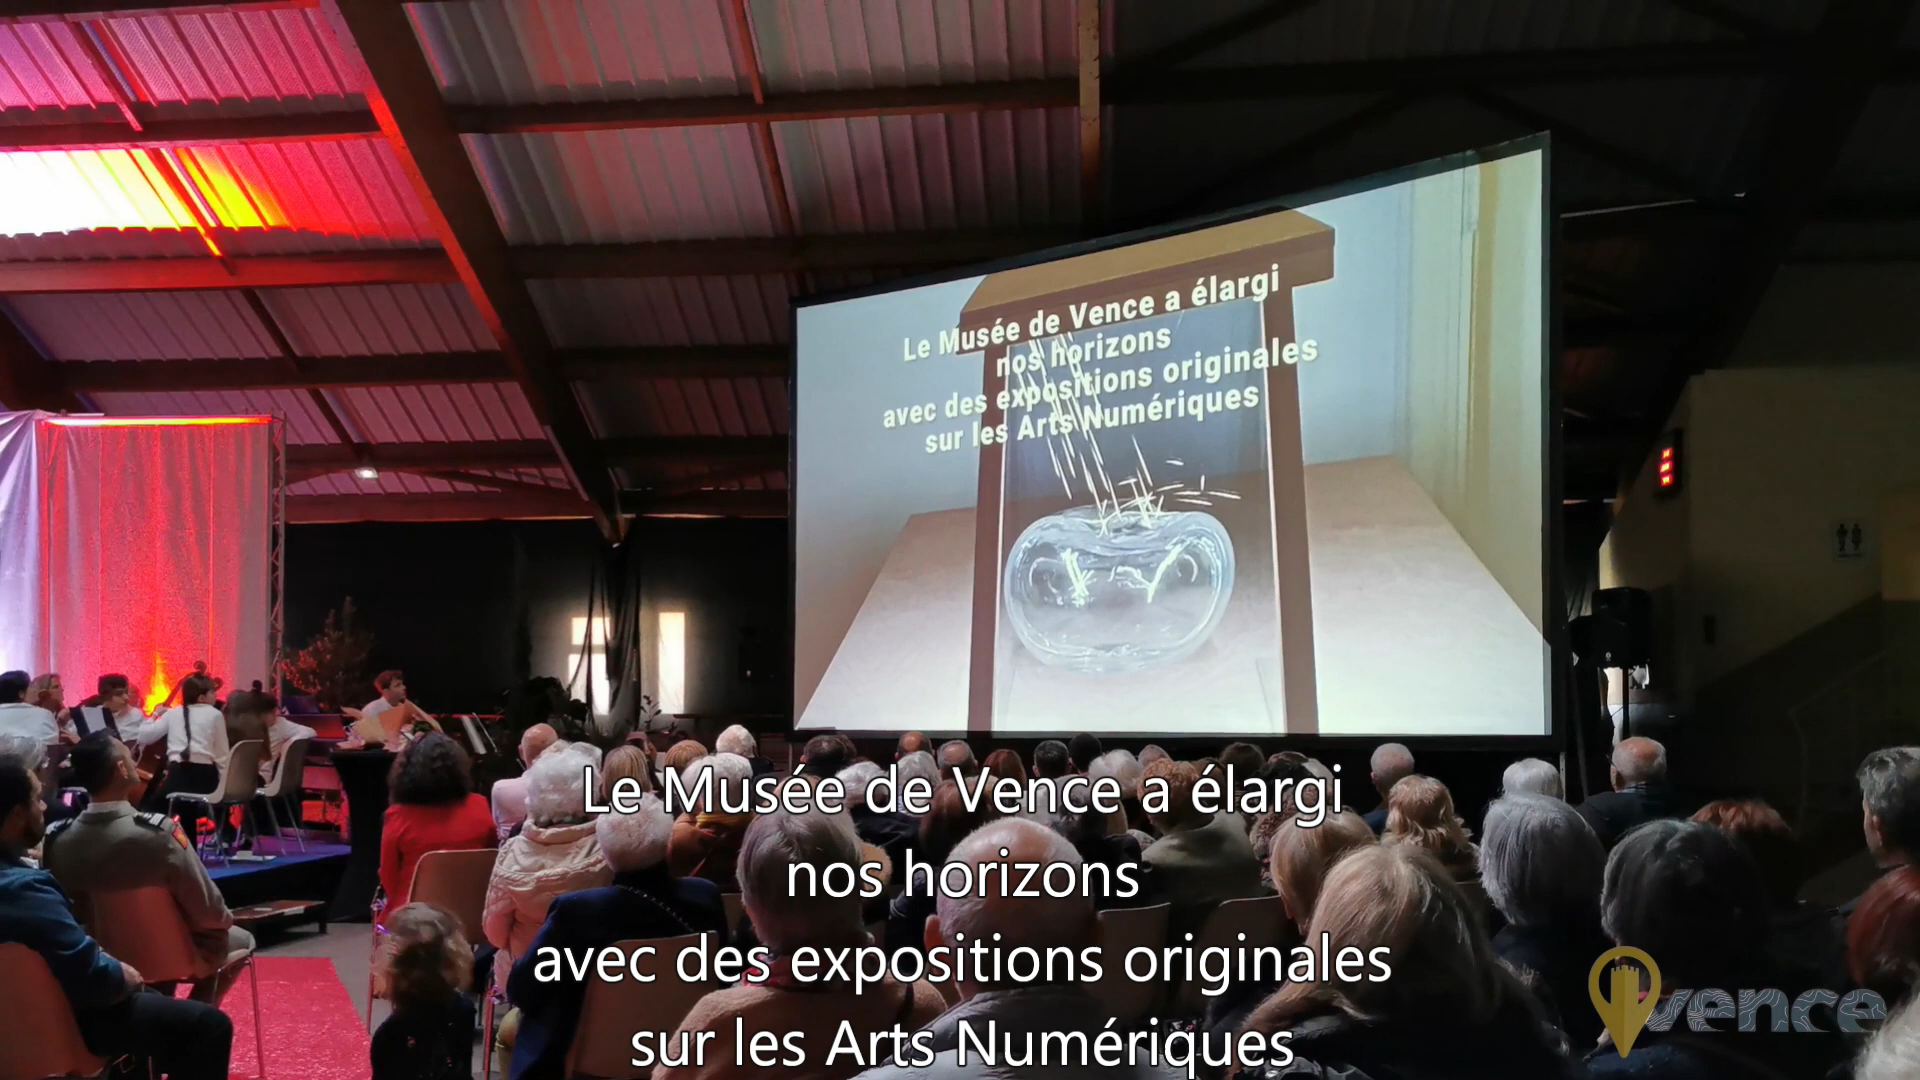 Le Musée de Vence a élargi
nos horizons
avec des expositions originales
sur les Arts Numériques
Le Musée de Vence a élargi
nos horizons
avec des expositions originales
sur les Arts Numériques
vence